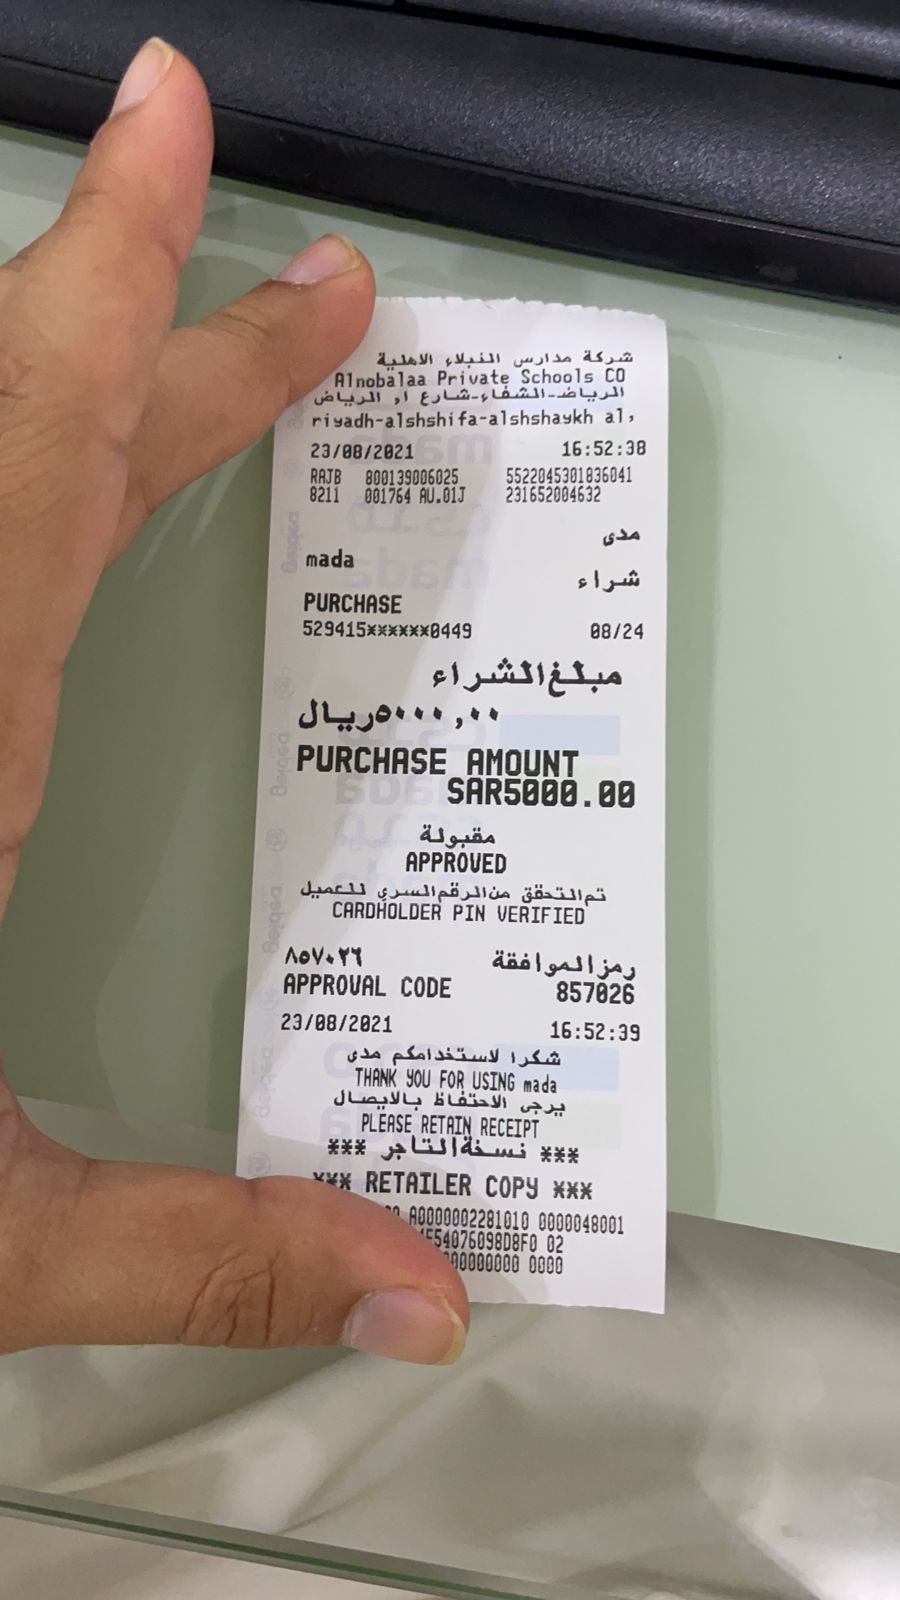 شركة مدارس النبلاء الاهلية
Alnobalaa Private Schools CO
الرياض-الشفاء-شارع ا, الرياض
riyadh-alshshifa-alshshaykh al,
23/08/2021 16:52:38
RAJB 800139006025 5522045301836041
8211 001764 AU.01J 231652004632
مدى
mada
شراء
PURCHASE
529415******0449 08/24
مبلغ الشراء
٥٠٠٠,٠٠ريال
PURCHASE AMOUNT
SAR5000.00
مقبولة
APPROVED
تم التحقق من الرقم السري للعميل
CARDHOLDER PIN VERIFIED
رمز الموافقة ٨٥٧٠٢٦
APPROVAL CODE 857026
23/08/2021 16:52:39
شكرا لاستخدامكم مدى
THANK YOU FOR USING mada
يرجى الاحتفاظ بالايصال
PLEASE RETAIN RECEIPT
*** نسخة التاجر ***
*** RETAILER COPY ***
A0000002281010 0000048001
54076098D8F0 02
00000000 0000